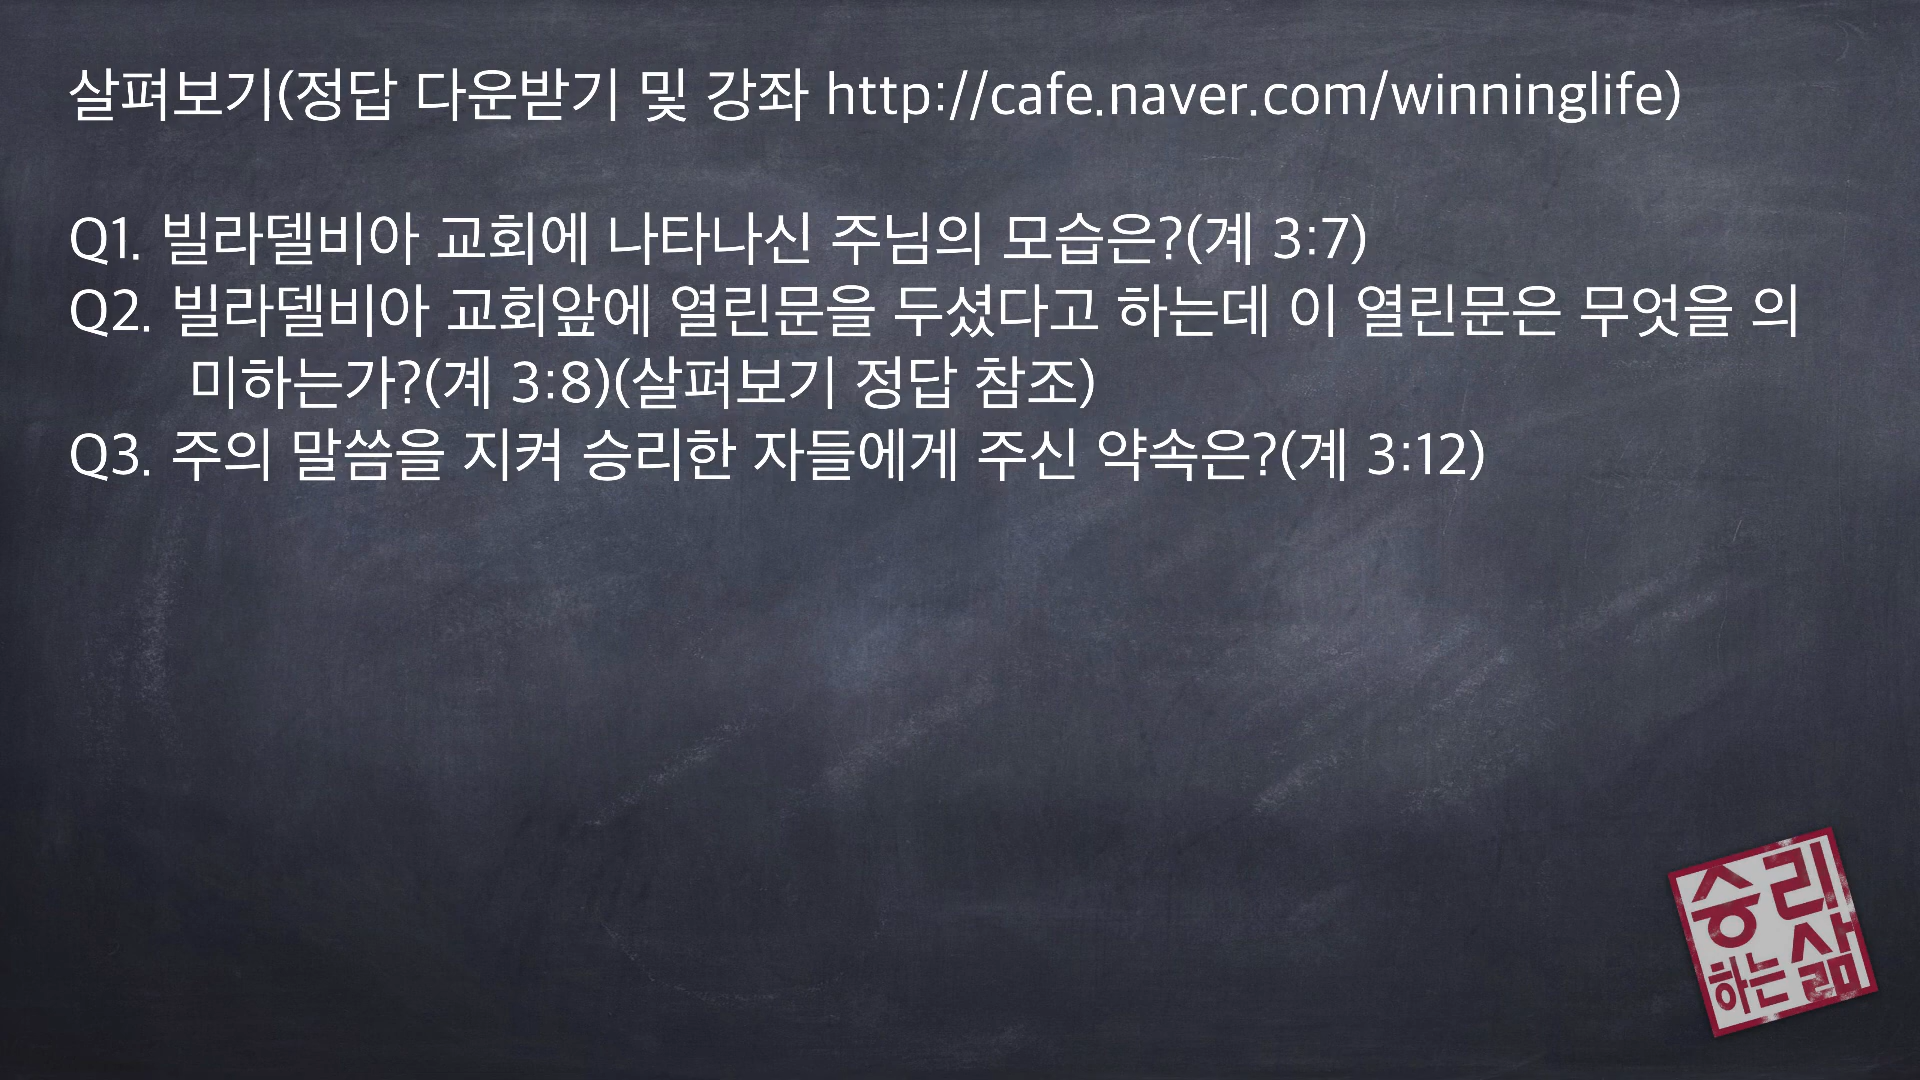 살펴보기(정답 다운받기 및 강좌 http://cafe.naver.com/winninglife)
Q1. 빌라델비아 교회에 나타나신 주님의 모습은?(계 3:7)
Q2. 빌라델비아 교회앞에 열린문을 두셨다고 하는데 이 열린문은 무엇을 의
미하는가?(계 3:8)(살펴보기 정답 참조)
Q3. 주의 말씀을 지켜 승리한 자들에게 주신 약속은?(계 3:12)
승리
하는삶